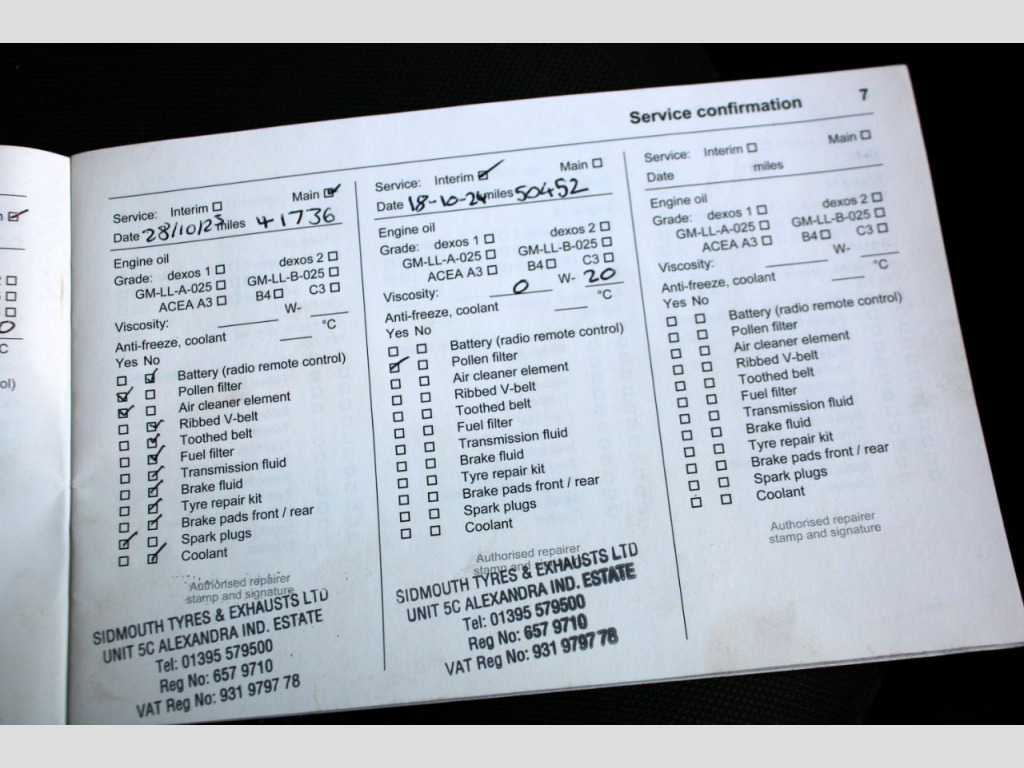 Service confirmation 7
Service: Interim Main
Date 28/10/23 miles 41736
Engine oil
Grade: dexos 1 dexos 2
GM-LL-A-025 GM-LL-B-025
ACEA A3 B4 C3
Viscosity: W-
Anti-freeze, coolant °C
Yes No
Battery (radio remote control)
Pollen filter
Air cleaner element
Ribbed V-belt
Toothed belt
Fuel filter
Transmission fluid
Brake fluid
Tyre repair kit
Brake pads front / rear
Spark plugs
Coolant
Authorised repairer
stamp and signature
SIDMOUTH TYRES & EXHAUSTS LTD
UNIT 5C ALEXANDRA IND. ESTATE
Tel: 01395 579500
Reg No: 657 9710
VAT Reg No: 931 9797 78
Service: Interim Main
Date 18-10-24 miles 50452
Engine oil
Grade: dexos 1 dexos 2
GM-LL-A-025 GM-LL-B-025
ACEA A3 B4 C3
Viscosity: 0 W- 20
Anti-freeze, coolant °C
Yes No
Battery (radio remote control)
Pollen filter
Air cleaner element
Ribbed V-belt
Toothed belt
Fuel filter
Transmission fluid
Brake fluid
Tyre repair kit
Brake pads front / rear
Spark plugs
Coolant
Authorised repairer
stamp and signature
SIDMOUTH TYRES & EXHAUSTS LTD
UNIT 5C ALEXANDRA IND. ESTATE
Tel: 01395 579500
Reg No: 657 9710
VAT Reg No: 931 9797 78
Service: Interim Main
Date miles
Engine oil
Grade: dexos 1 dexos 2
GM-LL-A-025 GM-LL-B-025
ACEA A3 B4 C3
Viscosity: W-
Anti-freeze, coolant °C
Yes No
Battery (radio remote control)
Pollen filter
Air cleaner element
Ribbed V-belt
Toothed belt
Fuel filter
Transmission fluid
Brake fluid
Tyre repair kit
Brake pads front / rear
Spark plugs
Coolant
Authorised repairer
stamp and signature